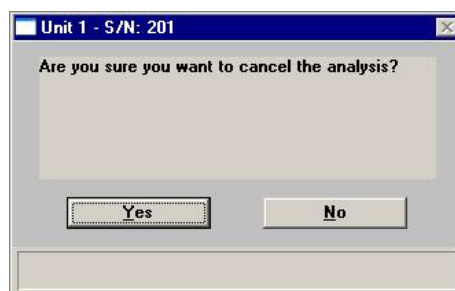 Unit 1 - S/N: 201
Are you sure you want to cancel the analysis?
Yes
No